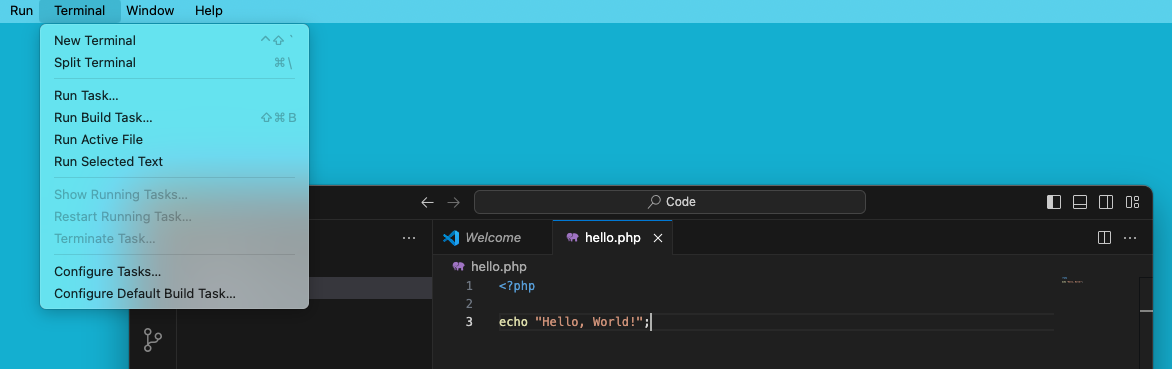 Run Terminal Window Help
New Terminal ^⇧`
Split Terminal ⌘\
Run Task...
Run Build Task... ⇧⌘B
Run Active File
Run Selected Text
Show Running Tasks...
Restart Running Task...
Terminate Task...
Configure Tasks...
Configure Default Build Task...
Code
Welcome hello.php
hello.php
1 <?php
2
3 echo "Hello, World!";